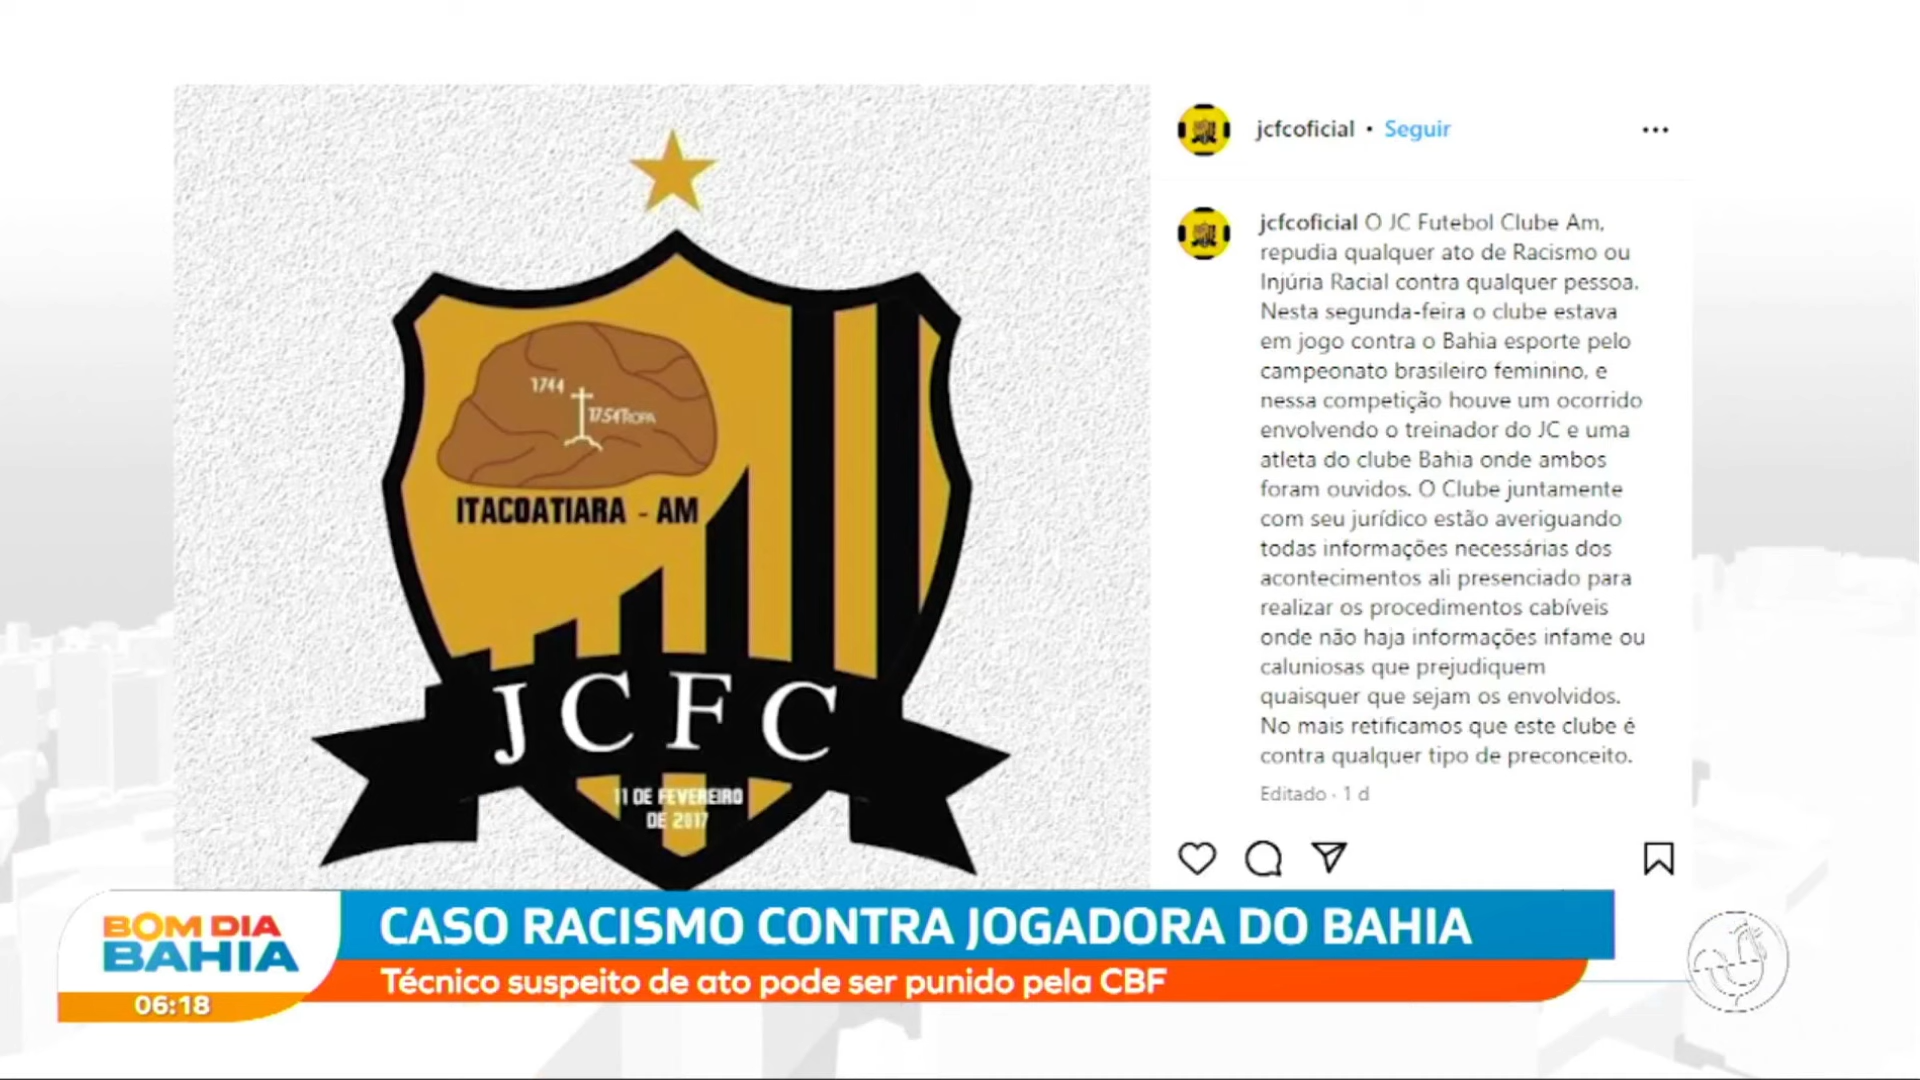 jcfcoficial • Seguir
jcfcoficial O JC Futebol Clube Am,
repudia qualquer ato de Racismo ou
Injúria Racial contra qualquer pessoa.
Nesta segunda-feira o clube estava
em jogo contra o Bahia esporte pelo
campeonato brasileiro feminino, e
nessa competição houve um ocorrido
envolvendo o treinador do JC e uma
atleta do clube Bahia onde ambos
foram ouvidos. O Clube juntamente
com seu jurídico estão averiguando
todas informações necessárias dos
acontecimentos ali presenciado para
realizar os procedimentos cabíveis
onde não haja informações infame ou
caluniosas que prejudiquem
quaisquer que sejam os envolvidos.
No mais retificamos que este clube é
contra qualquer tipo de preconceito.
Editado · 1 d
1744
1754 TROPA
ITACOATIARA - AM
JCFC
11 DE FEVEREIRO
DE 2017
BOM DIA
BAHIA
06:18
CASO RACISMO CONTRA JOGADORA DO BAHIA
Técnico suspeito de ato pode ser punido pela CBF